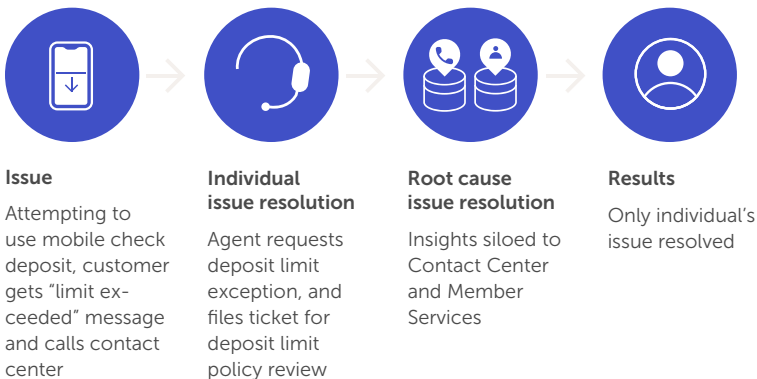 Issue
Attempting to
use mobile check
deposit, customer
gets “limit ex-
ceeded” message
and calls contact
center
Individual
issue resolution
Agent requests
deposit limit
exception, and
files ticket for
deposit limit
policy review
Root cause
issue resolution
Insights siloed to
Contact Center
and Member
Services
Results
Only individual’s
issue resolved